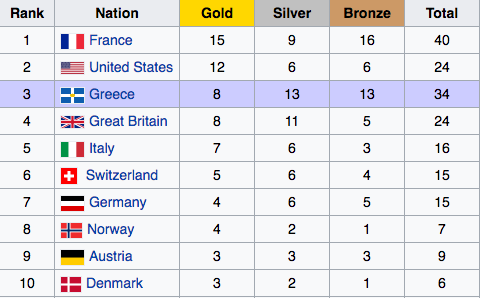 Rank Nation Gold Silver Bronze Total
1 France 15 9 16 40
2 United States 12 6 6 24
3 Greece 8 13 13 34
4 Great Britain 8 11 5 24
5 Italy 7 6 3 16
6 Switzerland 5 6 4 15
7 Germany 4 6 5 15
8 Norway 4 2 1 7
9 Austria 3 3 3 9
10 Denmark 3 2 1 6